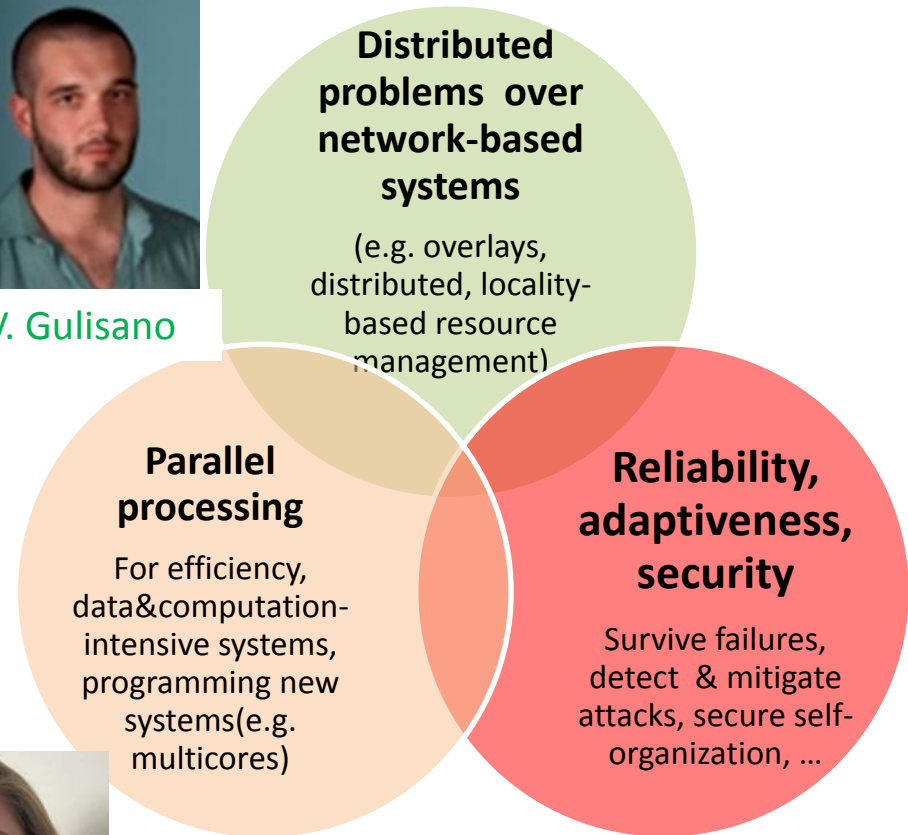 Distributed
problems over
network-based
systems
(e.g. overlays,
distributed, locality-
based resource
management)
V. Gulisano
Parallel
processing
For efficiency,
data&computation-
intensive systems,
programming new
systems(e.g.
multicores)
Reliability,
adaptiveness,
security
Survive failures,
detect & mitigate
attacks, secure self-
organization, ...